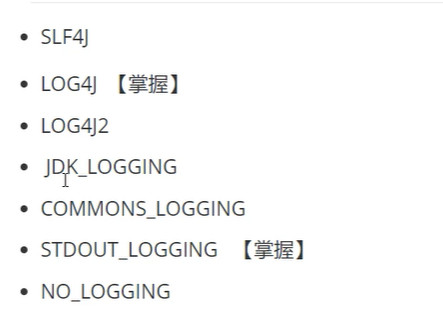 SLF4J
LOG4J 【掌握】
LOG4J2
JDK_LOGGING
COMMONS_LOGGING
STDOUT_LOGGING 【掌握】
NO_LOGGING